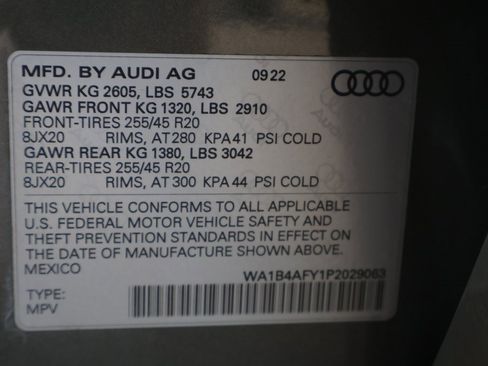 MFD. BY AUDI AG 09 22
GVWR KG 2605, LBS 5743
GAWR FRONT KG 1320, LBS 2910
FRONT-TIRES 255/45 R20
8JX20 RIMS, AT 280 KPA 41 PSI COLD
GAWR REAR KG 1380, LBS 3042
REAR-TIRES 255/45 R20
8JX20 RIMS, AT 300 KPA 44 PSI COLD
THIS VEHICLE CONFORMS TO ALL APPLICABLE
U.S. FEDERAL MOTOR VEHICLE SAFETY AND
THEFT PREVENTION STANDARDS IN EFFECT ON
THE DATE OF MANUFACTURE SHOWN ABOVE.
MEXICO WA1B4AFY1P2029063
TYPE:
MPV